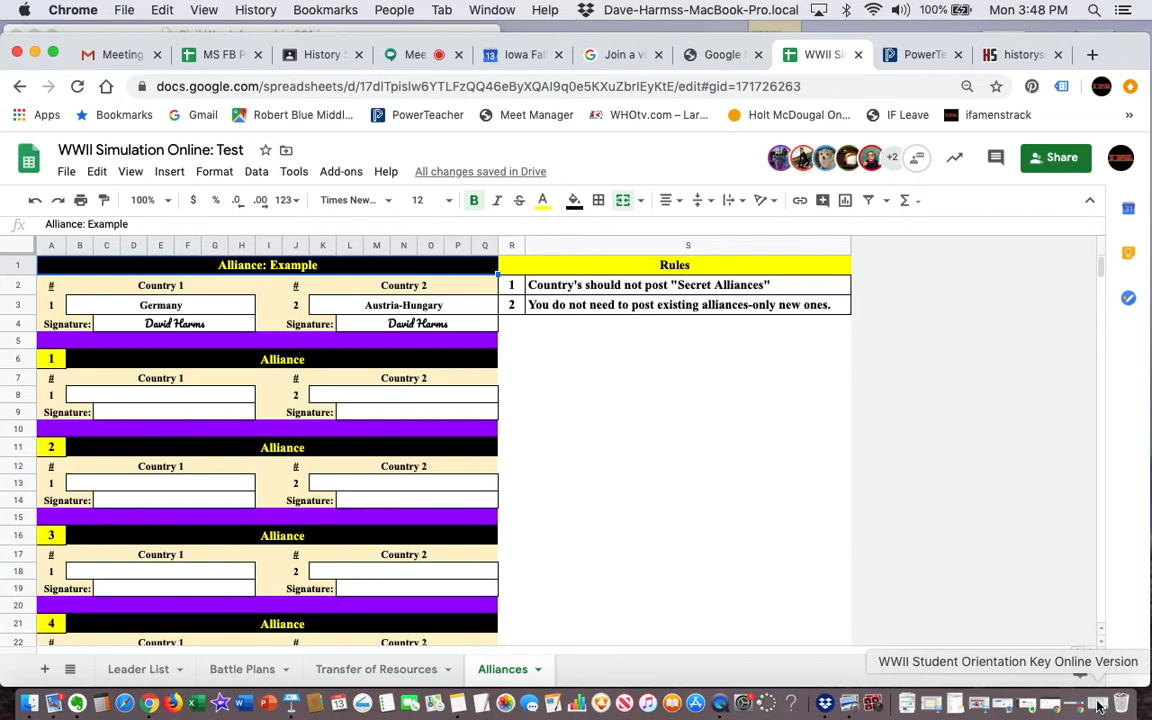 Chrome File Edit View History Bookmarks People Tab Window Help Dave-Harmss-MacBook-Pro.local 100% Mon 3:48 PM
Meeting MS FB P History Mee Iowa Fal Join a v Google WWII Si PowerTe historys
docs.google.com/spreadsheets/d/17dlTpislw6YTLFzQQ46eByXQAI9q0e5KXuZbrIEyKtE/edit#gid=171726263
Apps Bookmarks Gmail Robert Blue Middl... PowerTeacher Meet Manager WHOtv.com – Lar... Holt McDougal On... IF Leave ifamenstrack »
WWII Simulation Online: Test
+2 Share
File Edit View Insert Format Data Tools Add-ons Help All changes saved in Drive
100% $ % .0 .00 123 Times New... 12 B I S A
fx Alliance: Example
A B C D E F G H I J K L M N O P Q R S
1 Alliance: Example Rules
2 # Country 1 # Country 2 1 Country's should not post "Secret Alliances"
3 1 Germany 2 Austria-Hungary 2 You do not need to post existing alliances-only new ones.
4 Signature: David Harms Signature: David Harms
5
6 1 Alliance
7 # Country 1 # Country 2
8 1 2
9 Signature: Signature:
10
11 2 Alliance
12 # Country 1 # Country 2
13 1 2
14 Signature: Signature:
15
16 3 Alliance
17 # Country 1 # Country 2
18 1 2
19 Signature: Signature:
20
21 4 Alliance
22 # Country 1 # Country 2
Leader List Battle Plans Transfer of Resources Alliances
WWII Student Orientation Key Online Version